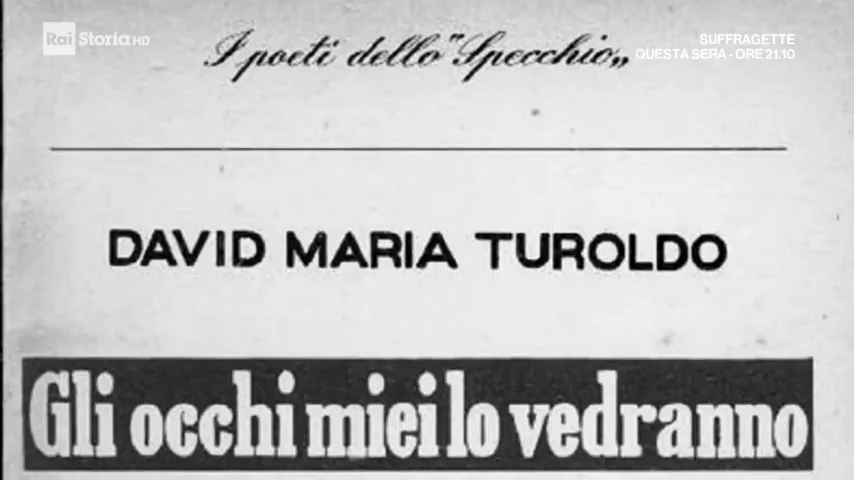 Rai Storia HD
SUFFRAGETTE
QUESTA SERA - ORE 21.10
I poeti dello "Specchio„
DAVID MARIA TUROLDO
Gli occhi miei lo vedranno